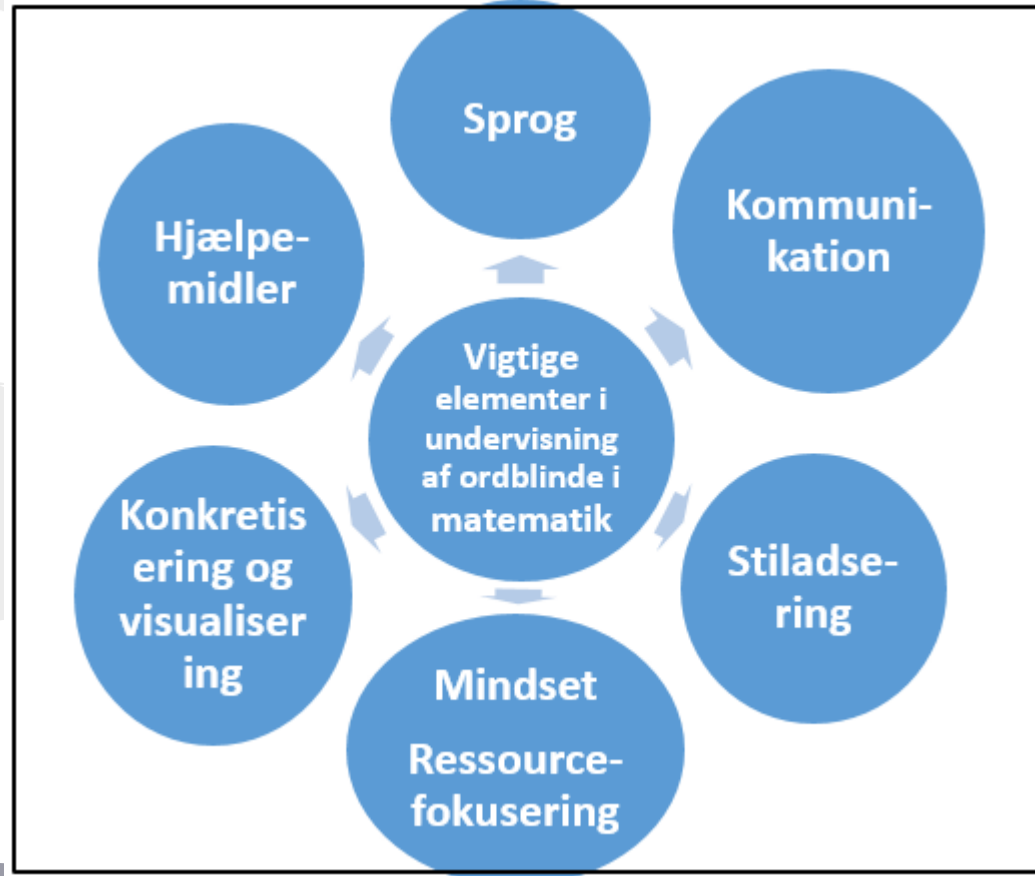 Sprog
Kommuni-
kation
Hjælpe-
midler
Vigtige
elementer i
undervisning
af ordblinde i
matematik
Konkretis
ering og
visualiser
ing
Stiladse-
ring
Mindset
Ressource-
fokusering